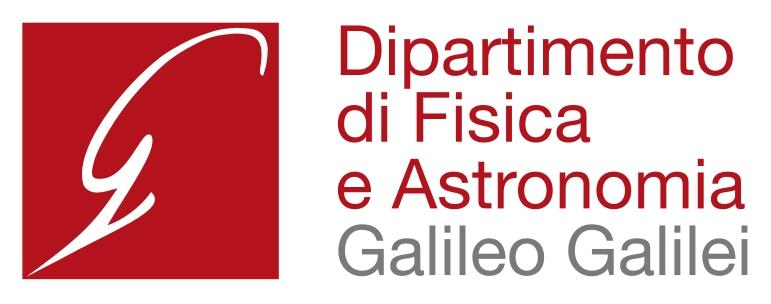 Dipartimento
di Fisica
e Astronomia
Galileo Galilei